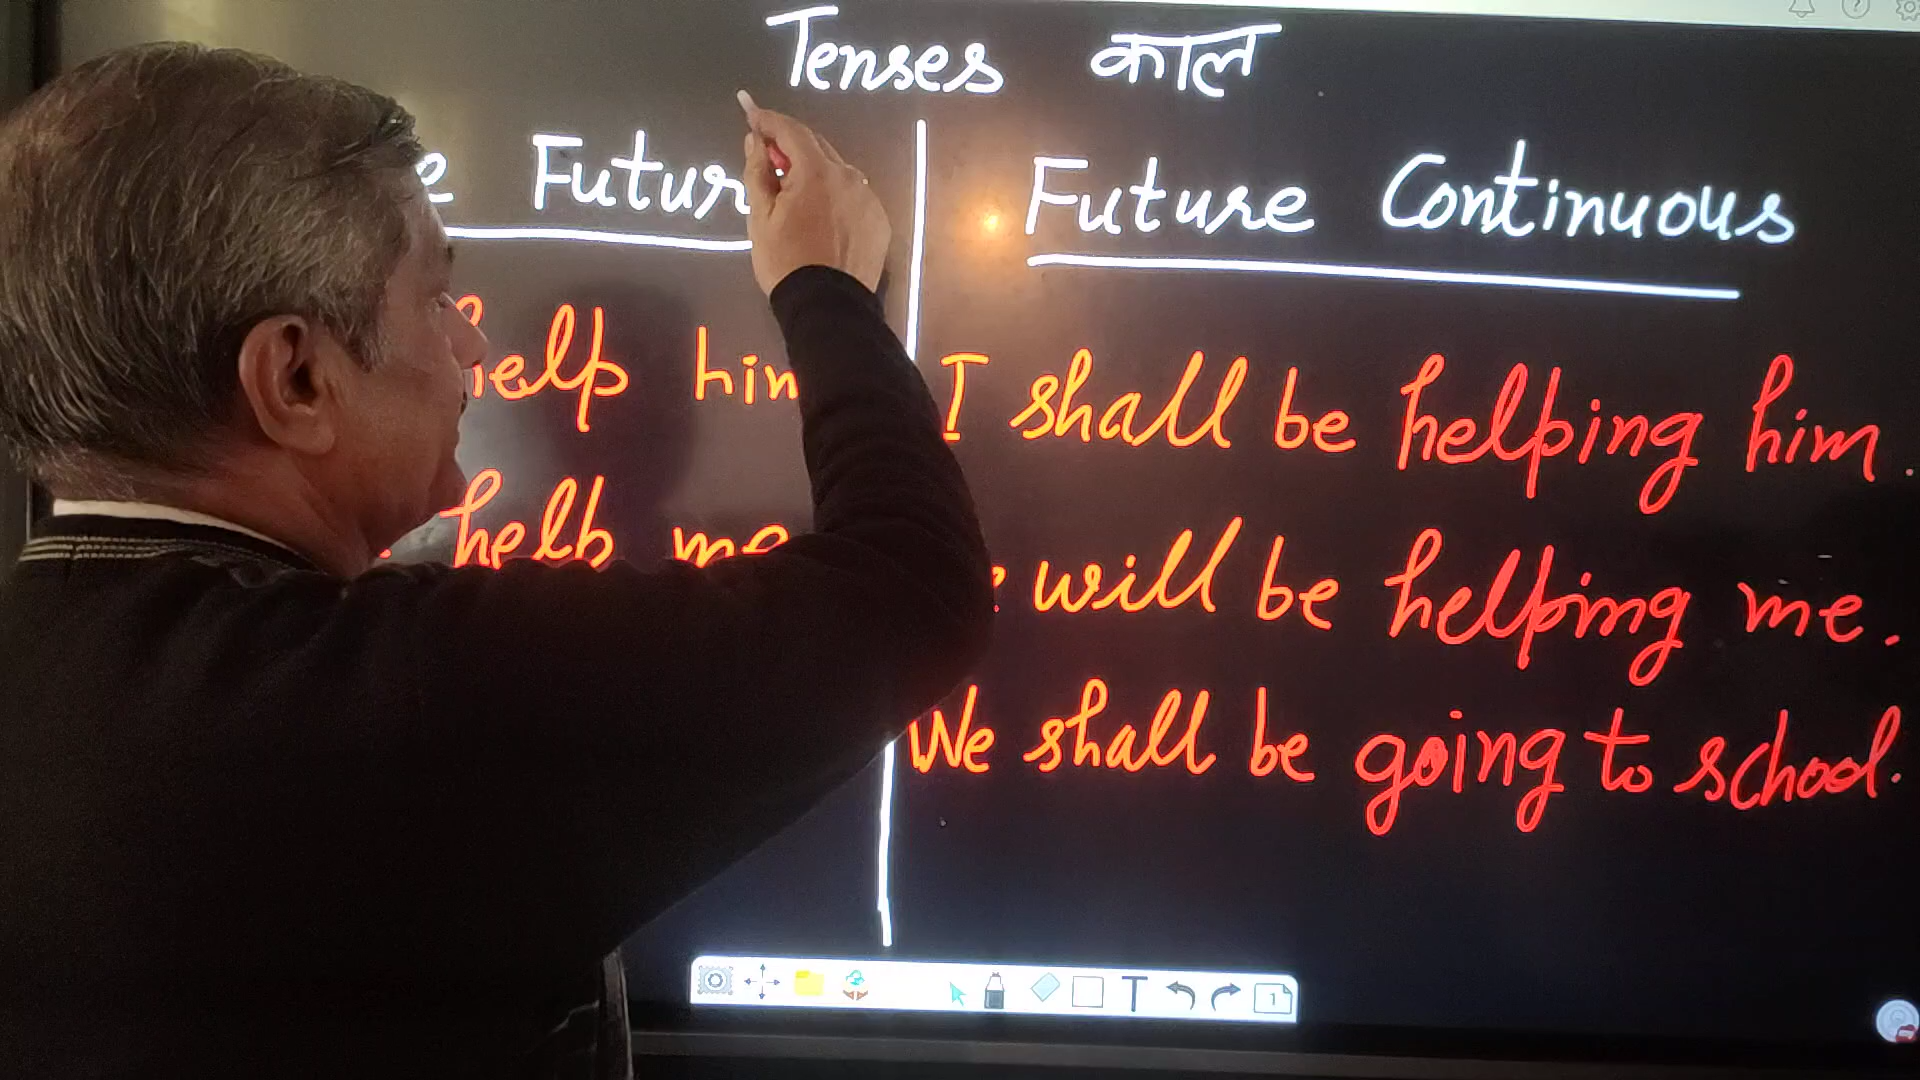 Tenses काल
Future Continuous
help him
I shall be helping him.
help me
will be helping me.
We shall be going to school.
T
1